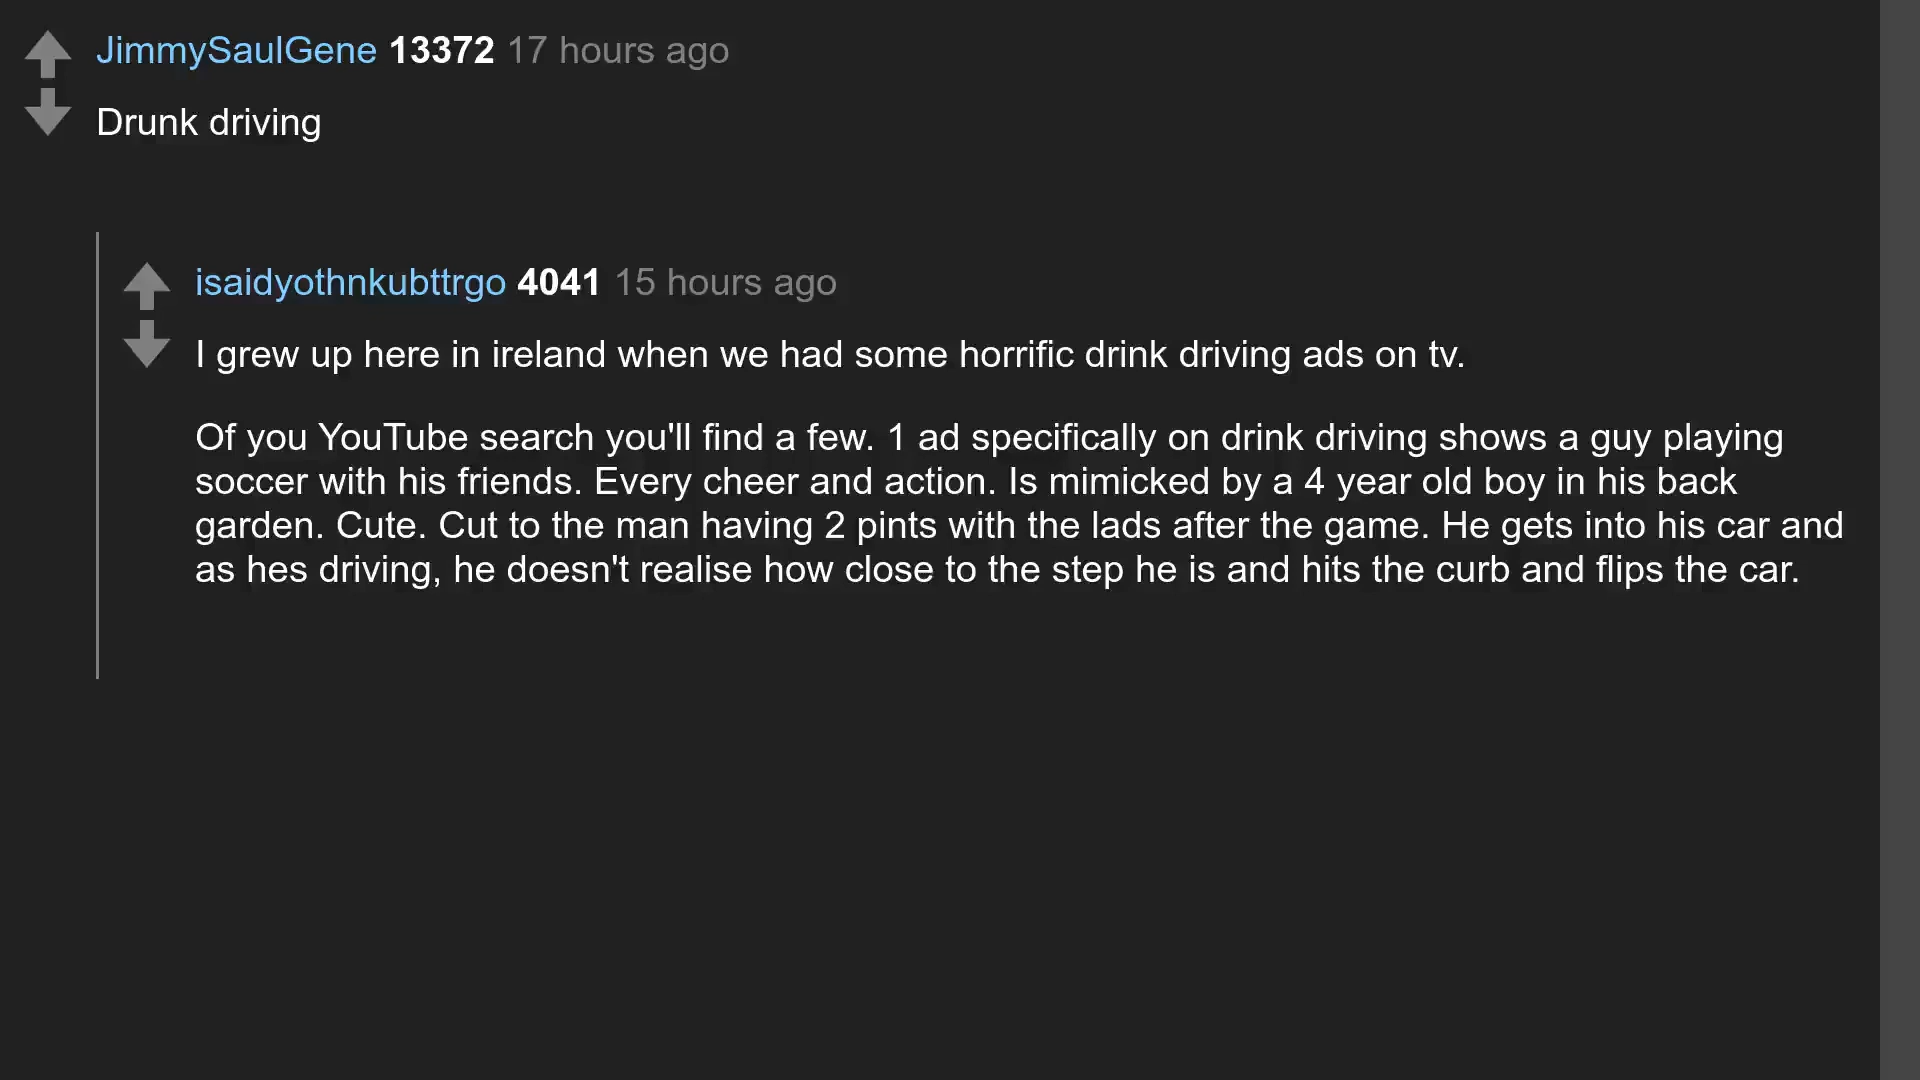 JimmySaulGene 13372 17 hours ago
Drunk driving
isaidyothnkubttrgo 4041 15 hours ago
I grew up here in ireland when we had some horrific drink driving ads on tv.
Of you YouTube search you'll find a few. 1 ad specifically on drink driving shows a guy playing
soccer with his friends. Every cheer and action. Is mimicked by a 4 year old boy in his back
garden. Cute. Cut to the man having 2 pints with the lads after the game. He gets into his car and
as hes driving, he doesn't realise how close to the step he is and hits the curb and flips the car.